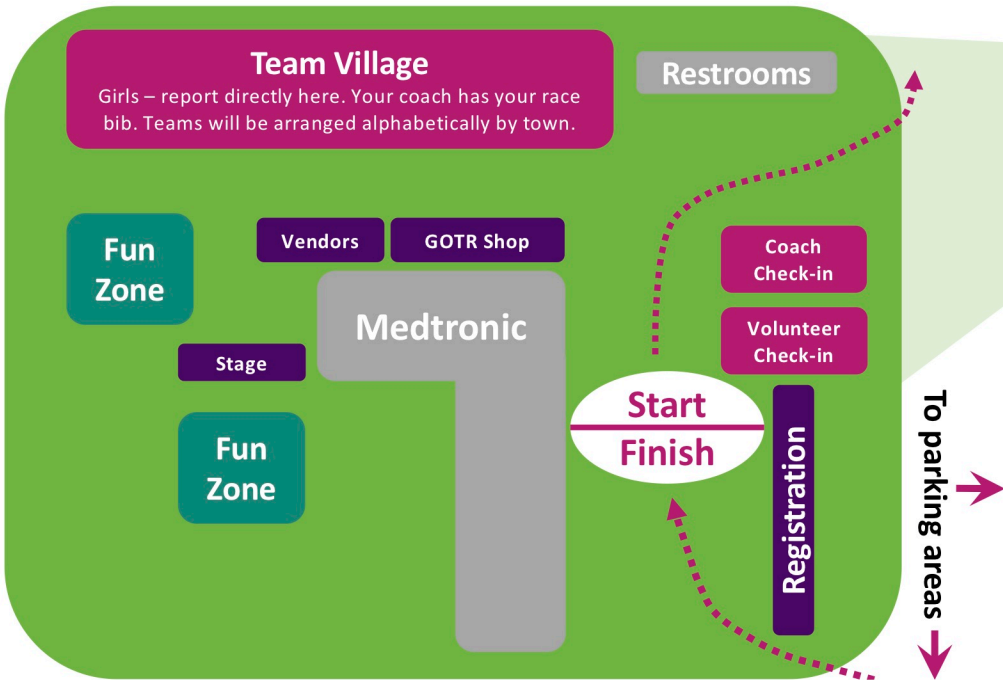 Team Village
Girls – report directly here. Your coach has your race
bib. Teams will be arranged alphabetically by town.
Restrooms
Fun
Zone
Vendors
GOTR Shop
Coach
Check-in
Medtronic
Volunteer
Check-in
Stage
Start
Finish
Fun
Zone
Registration
To parking areas